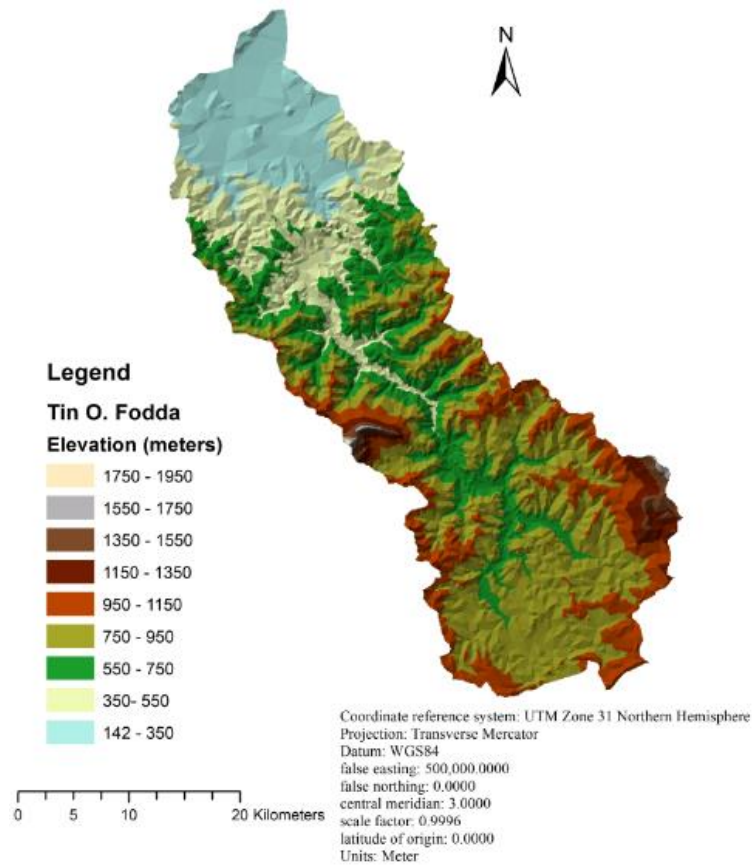 N
Legend
Tin O. Fodda
Elevation (meters)
1750 - 1950
1550 - 1750
1350 - 1550
1150 - 1350
950 - 1150
750 - 950
550 - 750
350- 550
142 - 350
Coordinate reference system: UTM Zone 31 Northern Hemisphere
Projection: Transverse Mercator
Datum: WGS84
false easting: 500,000.0000
false northing: 0.0000
central meridian: 3.0000
scale factor: 0.9996
latitude of origin: 0.0000
Units: Meter
0 5 10 20 Kilometers